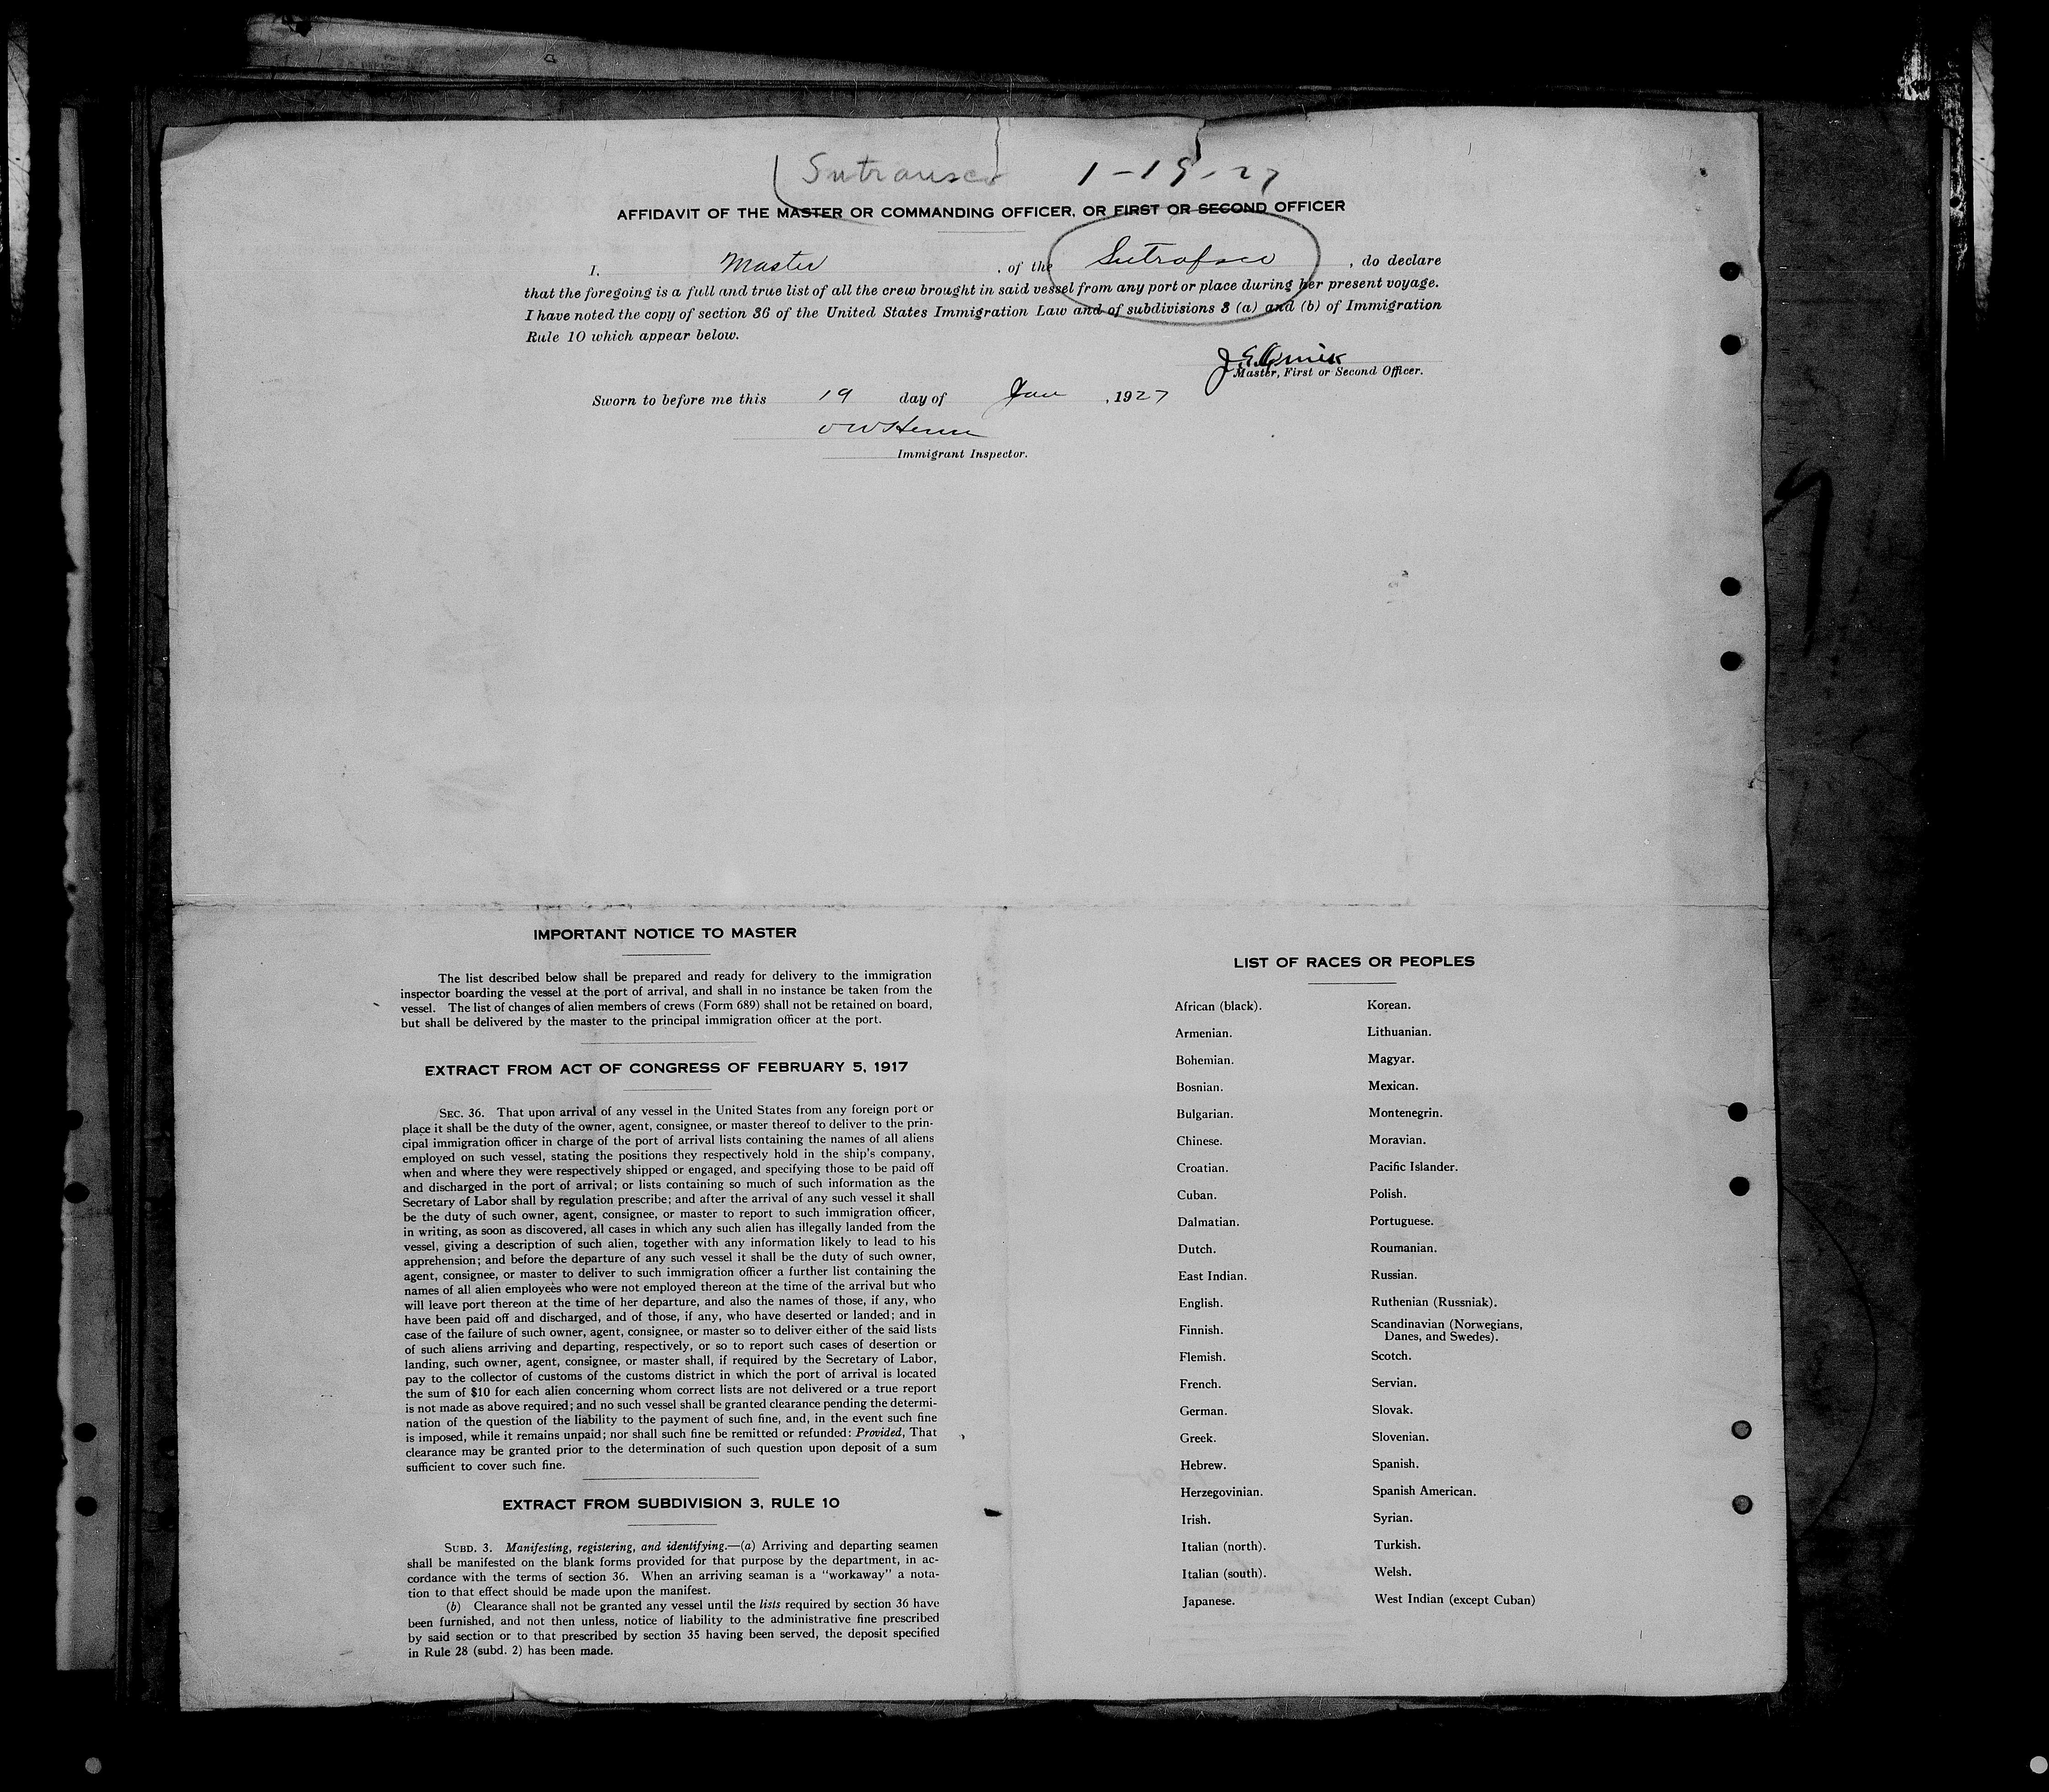 1-19-27
AFFIDAVIT OF THE MASTER OR COMMANDING OFFICER, OR FIRST OR SECOND OFFICER
I, Master, of the Sutrofsco, do declare
that the foregoing is a full and true list of all the crew brought in said vessel from any port or place during her present voyage.
I have noted the copy of section 36 of the United States Immigration Law and of subdivisions 3 (a) and (b) of Immigration
Rule 10 which appear below.
Master, First or Second Officer.
Sworn to before me this 19 day of Jan, 1927
Immigrant Inspector.
IMPORTANT NOTICE TO MASTER
The list described below shall be prepared and ready for delivery to the immigration
inspector boarding the vessel at the port of arrival, and shall in no instance be taken from the
vessel. The list of changes of alien members of crews (Form 689) shall not be retained on board,
but shall be delivered by the master to the principal immigration officer at the port.
EXTRACT FROM ACT OF CONGRESS OF FEBRUARY 5, 1917
SEC. 36. That upon arrival of any vessel in the United States from any foreign port or
place it shall be the duty of the owner, agent, consignee, or master thereof to deliver to the prin-
cipal immigration officer in charge of the port of arrival lists containing the names of all aliens
employed on such vessel, stating the positions they respectively hold in the ship's company,
when and where they were respectively shipped or engaged, and specifying those to be paid off
and discharged in the port of arrival; or lists containing so much of such information as the
Secretary of Labor shall by regulation prescribe; and after the arrival of any such vessel it shall
be the duty of such owner, agent, consignee, or master to report to such immigration officer,
in writing, as soon as discovered, all cases in which any such alien has illegally landed from the
vessel, giving a description of such alien, together with any information likely to lead to his
apprehension; and before the departure of any such vessel it shall be the duty of such owner,
agent, consignee, or master to deliver to such immigration officer a further list containing the
names of all alien employees who were not employed thereon at the time of the arrival but who
will leave port thereon at the time of her departure, and also the names of those, if any, who
have been paid off and discharged, and of those, if any, who have deserted or landed; and in
case of the failure of such owner, agent, consignee, or master so to deliver either of the said lists
of such aliens arriving and departing, respectively, or so to report such cases of desertion or
landing, such owner, agent, consignee, or master shall, if required by the Secretary of Labor,
pay to the collector of customs of the customs district in which the port of arrival is located
the sum of $10 for each alien concerning whom correct lists are not delivered or a true report
is not made as above required; and no such vessel shall be granted clearance pending the determi-
nation of the question of the liability to the payment of such fine, and, in the event such fine
is imposed, while it remains unpaid; nor shall such fine be remitted or refunded: Provided, That
clearance may be granted prior to the determination of such question upon deposit of a sum
sufficient to cover such fine.
EXTRACT FROM SUBDIVISION 3, RULE 10
SUBD. 3. Manifesting, registering, and identifying.—(a) Arriving and departing seamen
shall be manifested on the blank forms provided for that purpose by the department, in ac-
cordance with the terms of section 36. When an arriving seaman is a "workaway" a nota-
tion to that effect should be made upon the manifest.
(b) Clearance shall not be granted any vessel until the lists required by section 36 have
been furnished, and not then unless, notice of liability to the administrative fine prescribed
by said section or to that prescribed by section 35 having been served, the deposit specified
in Rule 28 (subd. 2) has been made.
LIST OF RACES OR PEOPLES
African (black).
Armenian.
Bohemian.
Bosnian.
Bulgarian.
Chinese.
Croatian.
Cuban.
Dalmatian.
Dutch.
East Indian.
English.
Finnish.
Flemish.
French.
German.
Greek.
Hebrew.
Herzegovinian.
Irish.
Italian (north).
Italian (south).
Japanese.
Korean.
Lithuanian.
Magyar.
Mexican.
Montenegrin.
Moravian.
Pacific Islander.
Polish.
Portuguese.
Roumanian.
Russian.
Ruthenian (Russniak).
Scandinavian (Norwegians,
Danes, and Swedes).
Scotch.
Servian.
Slovak.
Slovenian.
Spanish.
Spanish American.
Syrian.
Turkish.
Welsh.
West Indian (except Cuban)